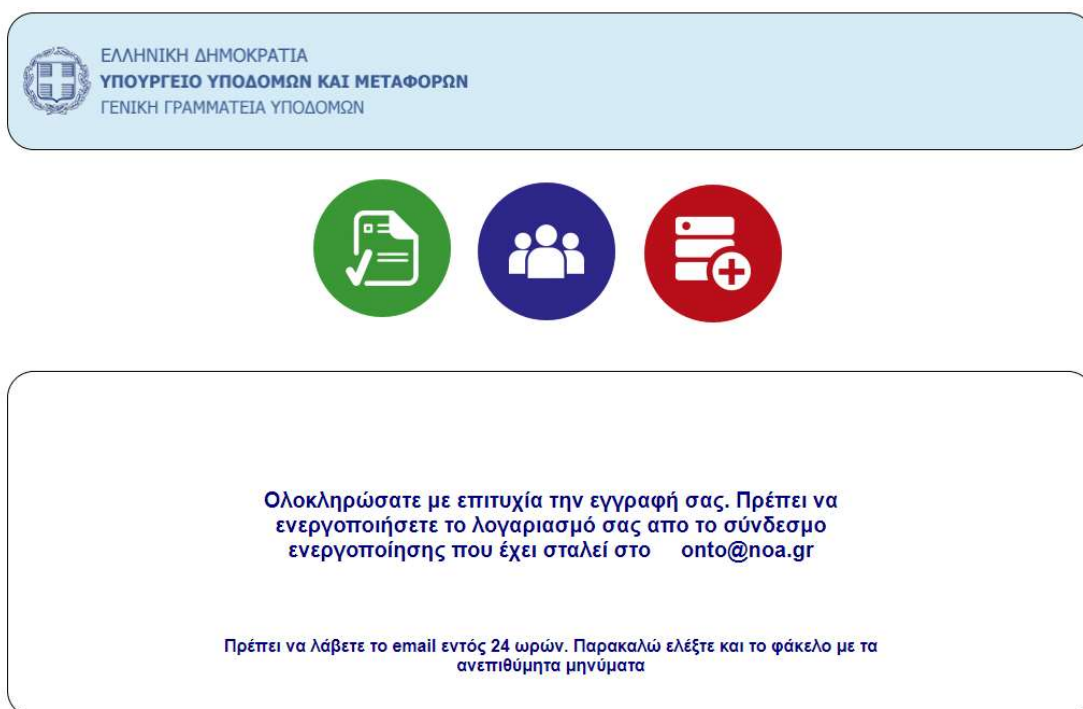 ΕΛΛΗΝΙΚΗ ΔΗΜΟΚΡΑΤΙΑ
ΥΠΟΥΡΓΕΙΟ ΥΠΟΔΟΜΩΝ ΚΑΙ ΜΕΤΑΦΟΡΩΝ
ΓΕΝΙΚΗ ΓΡΑΜΜΑΤΕΙΑ ΥΠΟΔΟΜΩΝ
Ολοκληρώσατε με επιτυχία την εγγραφή σας. Πρέπει να
ενεργοποιήσετε το λογαριασμό σας απο το σύνδεσμο
ενεργοποίησης που έχει σταλεί στο onto@noa.gr
Πρέπει να λάβετε το email εντός 24 ωρών. Παρακαλώ ελέξτε και το φάκελο με τα
ανεπιθύμητα μηνύματα